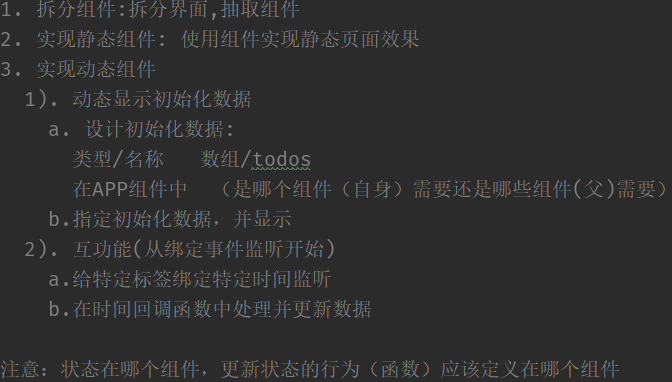 1. 拆分组件:拆分界面,抽取组件
2. 实现静态组件: 使用组件实现静态页面效果
3. 实现动态组件
1). 动态显示初始化数据
a. 设计初始化数据:
类型/名称 数组/todos
在APP组件中 (是哪个组件(自身)需要还是哪些组件(父)需要)
b.指定初始化数据，并显示
2). 互功能(从绑定事件监听开始)
a.给特定标签绑定特定时间监听
b.在时间回调函数中处理并更新数据
注意: 状态在哪个组件，更新状态的行为(函数)应该定义在哪个组件